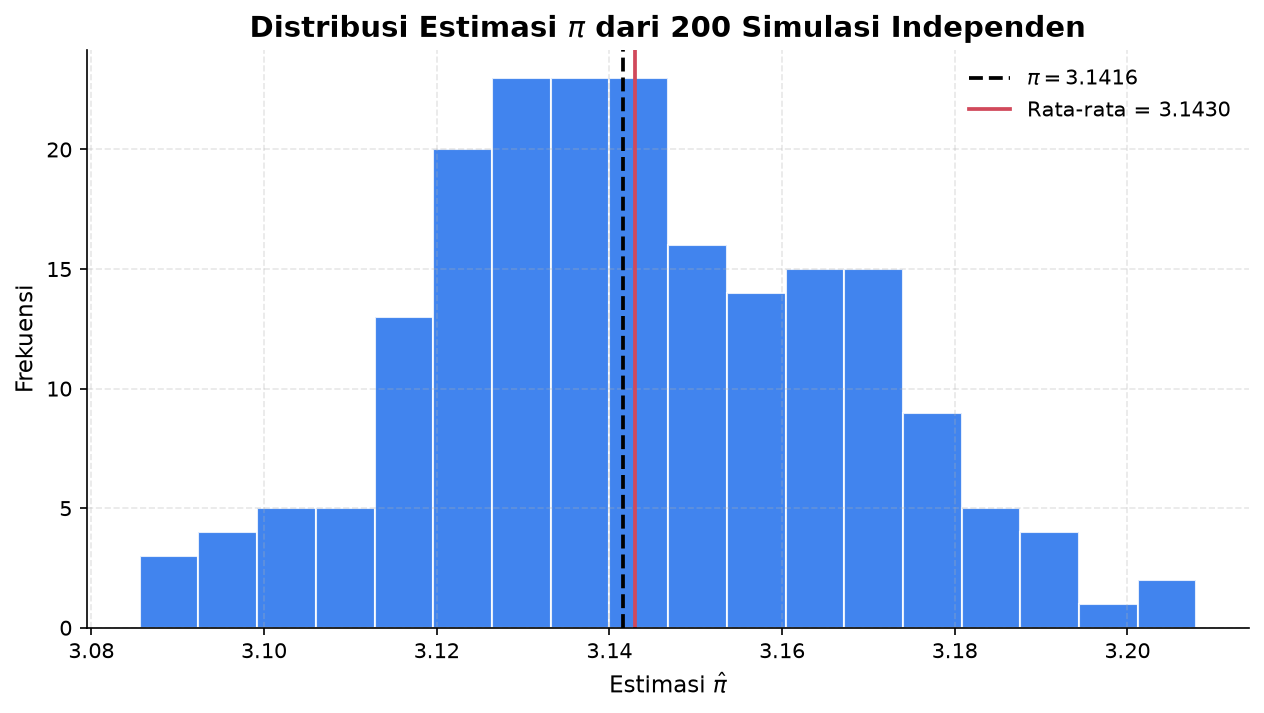 Distribusi Estimasi π dari 200 Simulasi Independen
π = 3.1416
Rata-rata = 3.1430
Frekuensi
20
15
10
5
0
3.08 3.10 3.12 3.14 3.16 3.18 3.20
Estimasi π̂